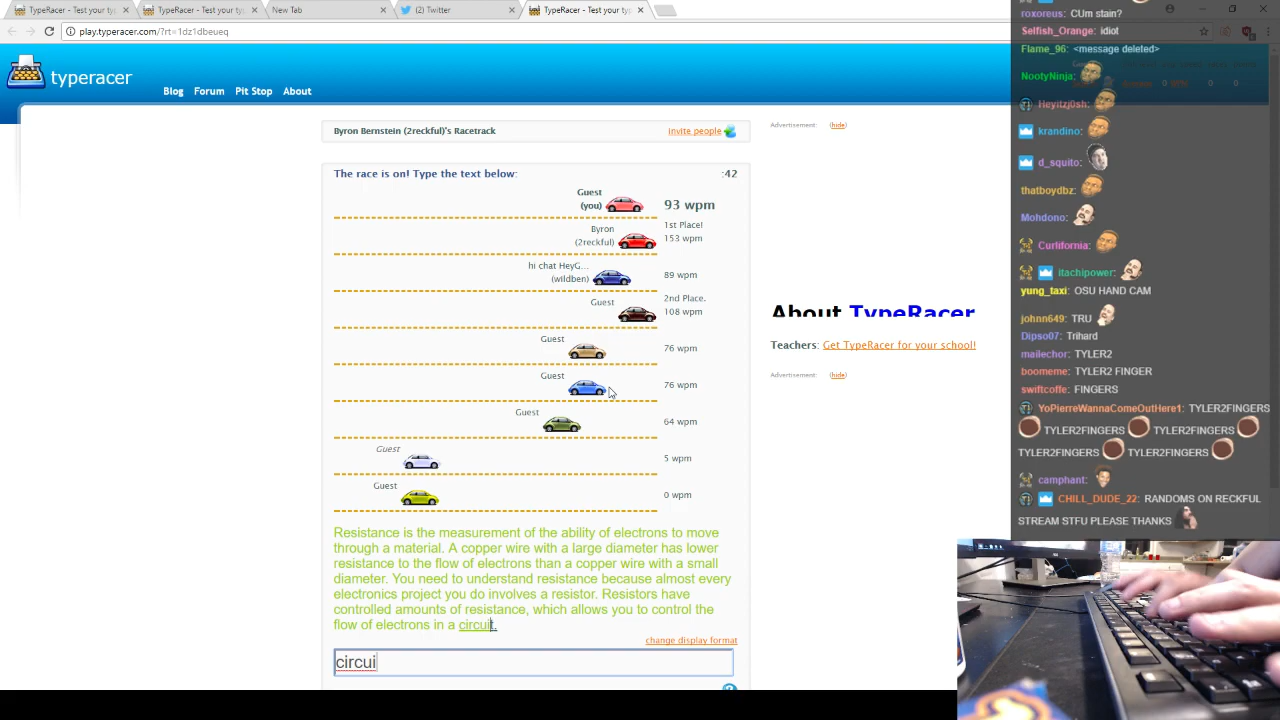 TypeRacer - Test your ty
TypeRacer - Test your typ
New Tab
(2) Twitter
TypeRacer - Test your typ
play.typeracer.com/?rt=1dz1dbeueq
typeracer
Blog Forum Pit Stop About
Byron Bernstein (2reckful)'s Racetrack
invite people
Advertisement: (hide)
The race is on! Type the text below:
:42
Guest
(you)
93 wpm
Byron
(2reckful)
1st Place!
153 wpm
hi chat HeyG...
(wildben)
89 wpm
Guest
2nd Place.
108 wpm
Guest
76 wpm
Guest
76 wpm
Guest
64 wpm
Guest
5 wpm
Guest
0 wpm
Resistance is the measurement of the ability of electrons to move
through a material. A copper wire with a large diameter has lower
resistance to the flow of electrons than a copper wire with a small
diameter. You need to understand resistance because almost every
electronics project you do involves a resistor. Resistors have
controlled amounts of resistance, which allows you to control the
flow of electrons in a circuit.
change display format
circui
About TypeRacer
Teachers: Get TypeRacer for your school!
Advertisement: (hide)
roxoreus: CUm stain?
Selfish_Orange: idiot
Flame_96: <message deleted>
NootyNinja:
Heyitzj0sh:
krandino:
d_squito:
thatboydbz:
Mohdono:
Curlifornia:
itachipower:
yung_taxi: OSU HAND CAM
johnn649: TRU
Dipso07: Trihard
mailechor: TYLER2
boomeme: TYLER2 FINGER
swiftcoffe: FINGERS
YoPierreWannaComeOutHere1: TYLER2FINGERS
TYLER2FINGERS TYLER2FINGERS
TYLER2FINGERS TYLER2FINGERS
camphant:
CHILL_DUDE_22: RANDOMS ON RECKFUL
STREAM STFU PLEASE THANKS